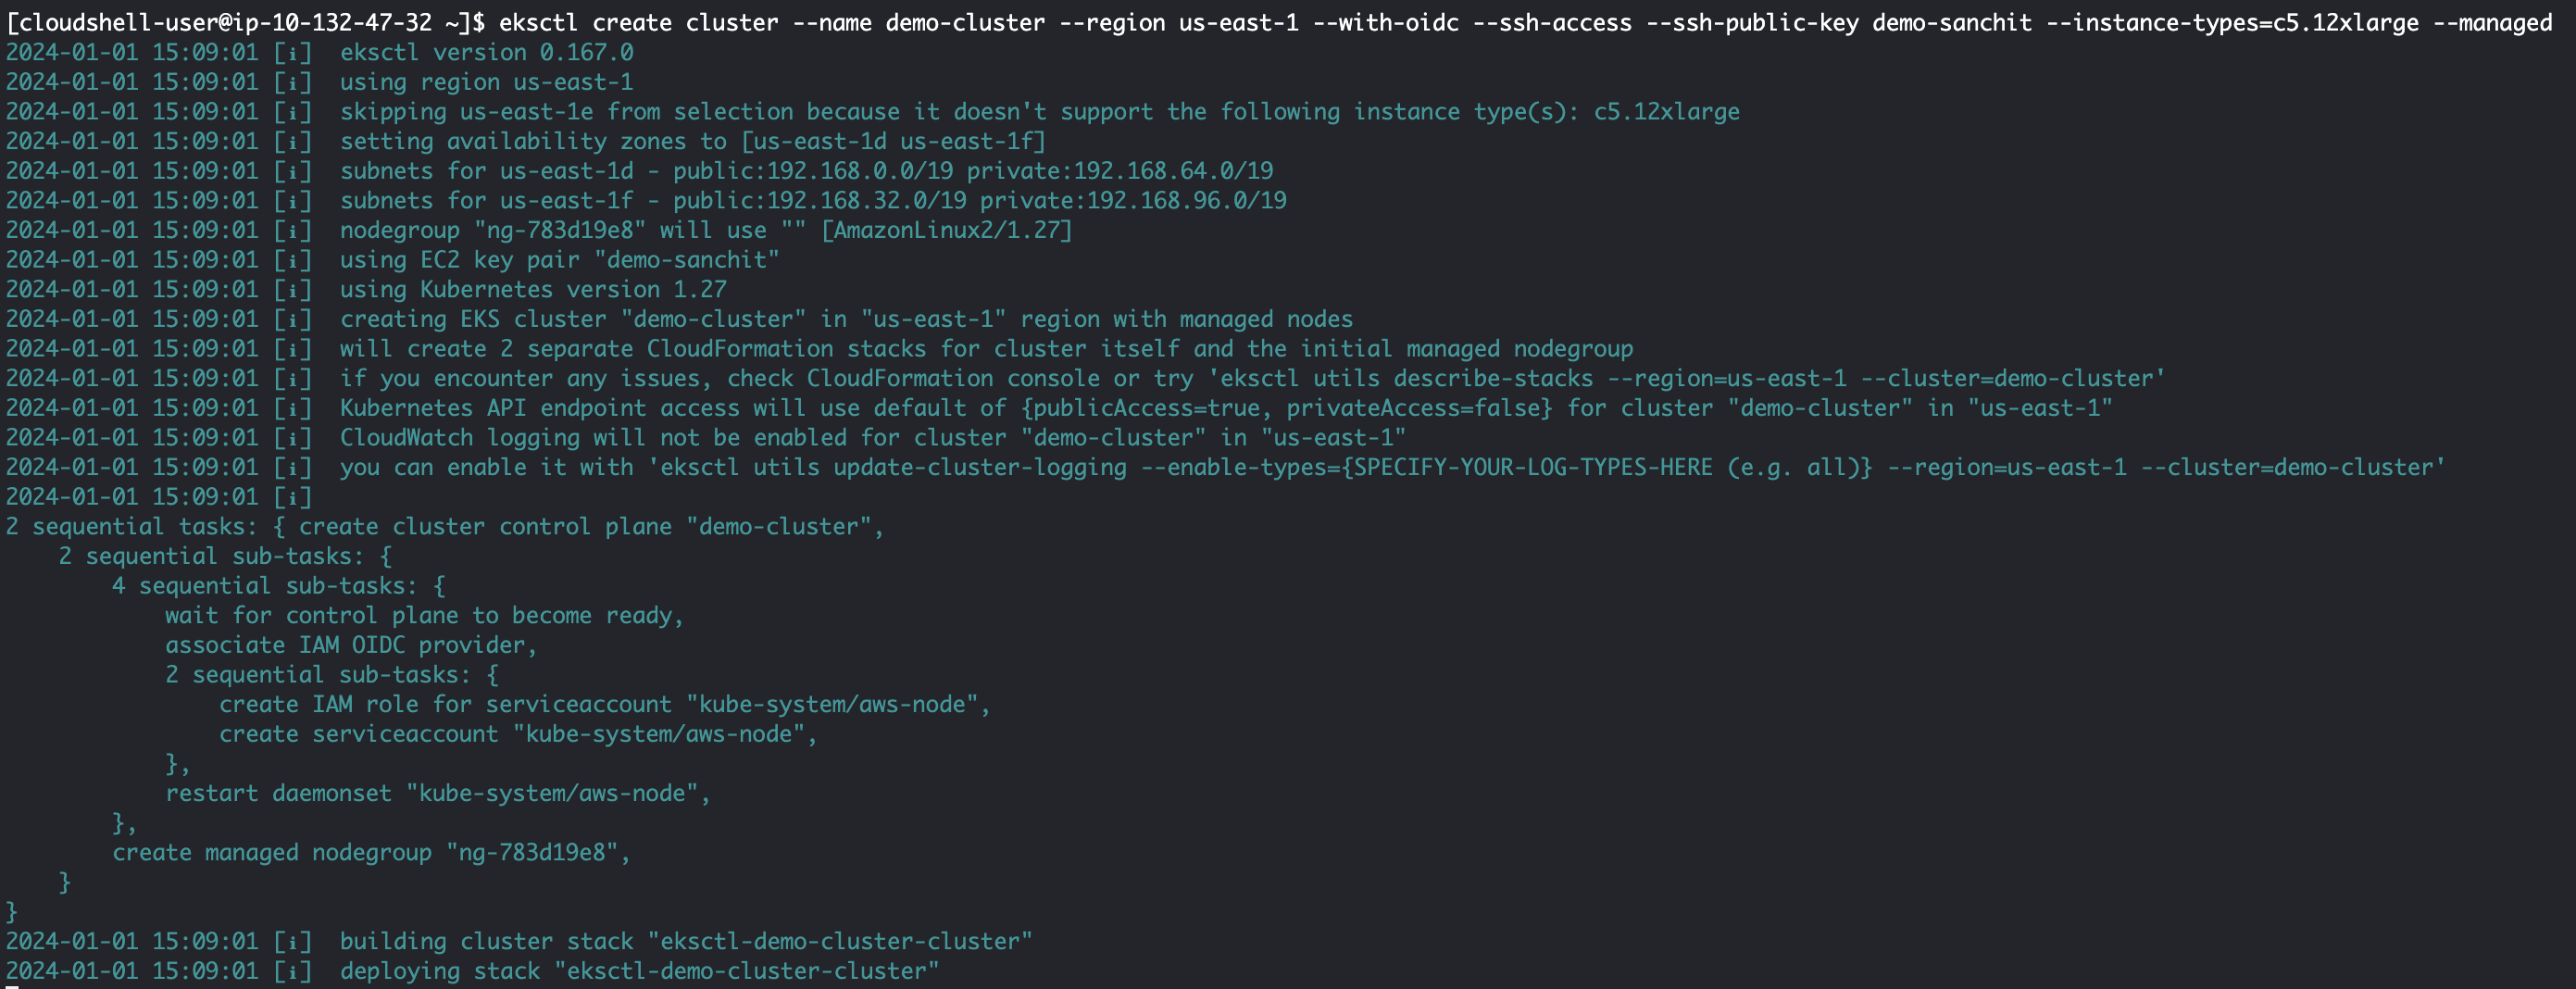 [cloudshell-user@ip-10-132-47-32 ~]$ eksctl create cluster --name demo-cluster --region us-east-1 --with-oidc --ssh-access --ssh-public-key demo-sanchit --instance-types=c5.12xlarge --managed
2024-01-01 15:09:01 [ℹ]  eksctl version 0.167.0
2024-01-01 15:09:01 [ℹ]  using region us-east-1
2024-01-01 15:09:01 [ℹ]  skipping us-east-1e from selection because it doesn't support the following instance type(s): c5.12xlarge
2024-01-01 15:09:01 [ℹ]  setting availability zones to [us-east-1d us-east-1f]
2024-01-01 15:09:01 [ℹ]  subnets for us-east-1d - public:192.168.0.0/19 private:192.168.64.0/19
2024-01-01 15:09:01 [ℹ]  subnets for us-east-1f - public:192.168.32.0/19 private:192.168.96.0/19
2024-01-01 15:09:01 [ℹ]  nodegroup "ng-783d19e8" will use "" [AmazonLinux2/1.27]
2024-01-01 15:09:01 [ℹ]  using EC2 key pair "demo-sanchit"
2024-01-01 15:09:01 [ℹ]  using Kubernetes version 1.27
2024-01-01 15:09:01 [ℹ]  creating EKS cluster "demo-cluster" in "us-east-1" region with managed nodes
2024-01-01 15:09:01 [ℹ]  will create 2 separate CloudFormation stacks for cluster itself and the initial managed nodegroup
2024-01-01 15:09:01 [ℹ]  if you encounter any issues, check CloudFormation console or try 'eksctl utils describe-stacks --region=us-east-1 --cluster=demo-cluster'
2024-01-01 15:09:01 [ℹ]  Kubernetes API endpoint access will use default of {publicAccess=true, privateAccess=false} for cluster "demo-cluster" in "us-east-1"
2024-01-01 15:09:01 [ℹ]  CloudWatch logging will not be enabled for cluster "demo-cluster" in "us-east-1"
2024-01-01 15:09:01 [ℹ]  you can enable it with 'eksctl utils update-cluster-logging --enable-types={SPECIFY-YOUR-LOG-TYPES-HERE (e.g. all)} --region=us-east-1 --cluster=demo-cluster'
2024-01-01 15:09:01 [ℹ]
2 sequential tasks: { create cluster control plane "demo-cluster",
    2 sequential sub-tasks: {
        4 sequential sub-tasks: {
            wait for control plane to become ready,
            associate IAM OIDC provider,
            2 sequential sub-tasks: {
                create IAM role for serviceaccount "kube-system/aws-node",
                create serviceaccount "kube-system/aws-node",
            },
            restart daemonset "kube-system/aws-node",
        },
        create managed nodegroup "ng-783d19e8",
    }
}
2024-01-01 15:09:01 [ℹ]  building cluster stack "eksctl-demo-cluster-cluster"
2024-01-01 15:09:01 [ℹ]  deploying stack "eksctl-demo-cluster-cluster"